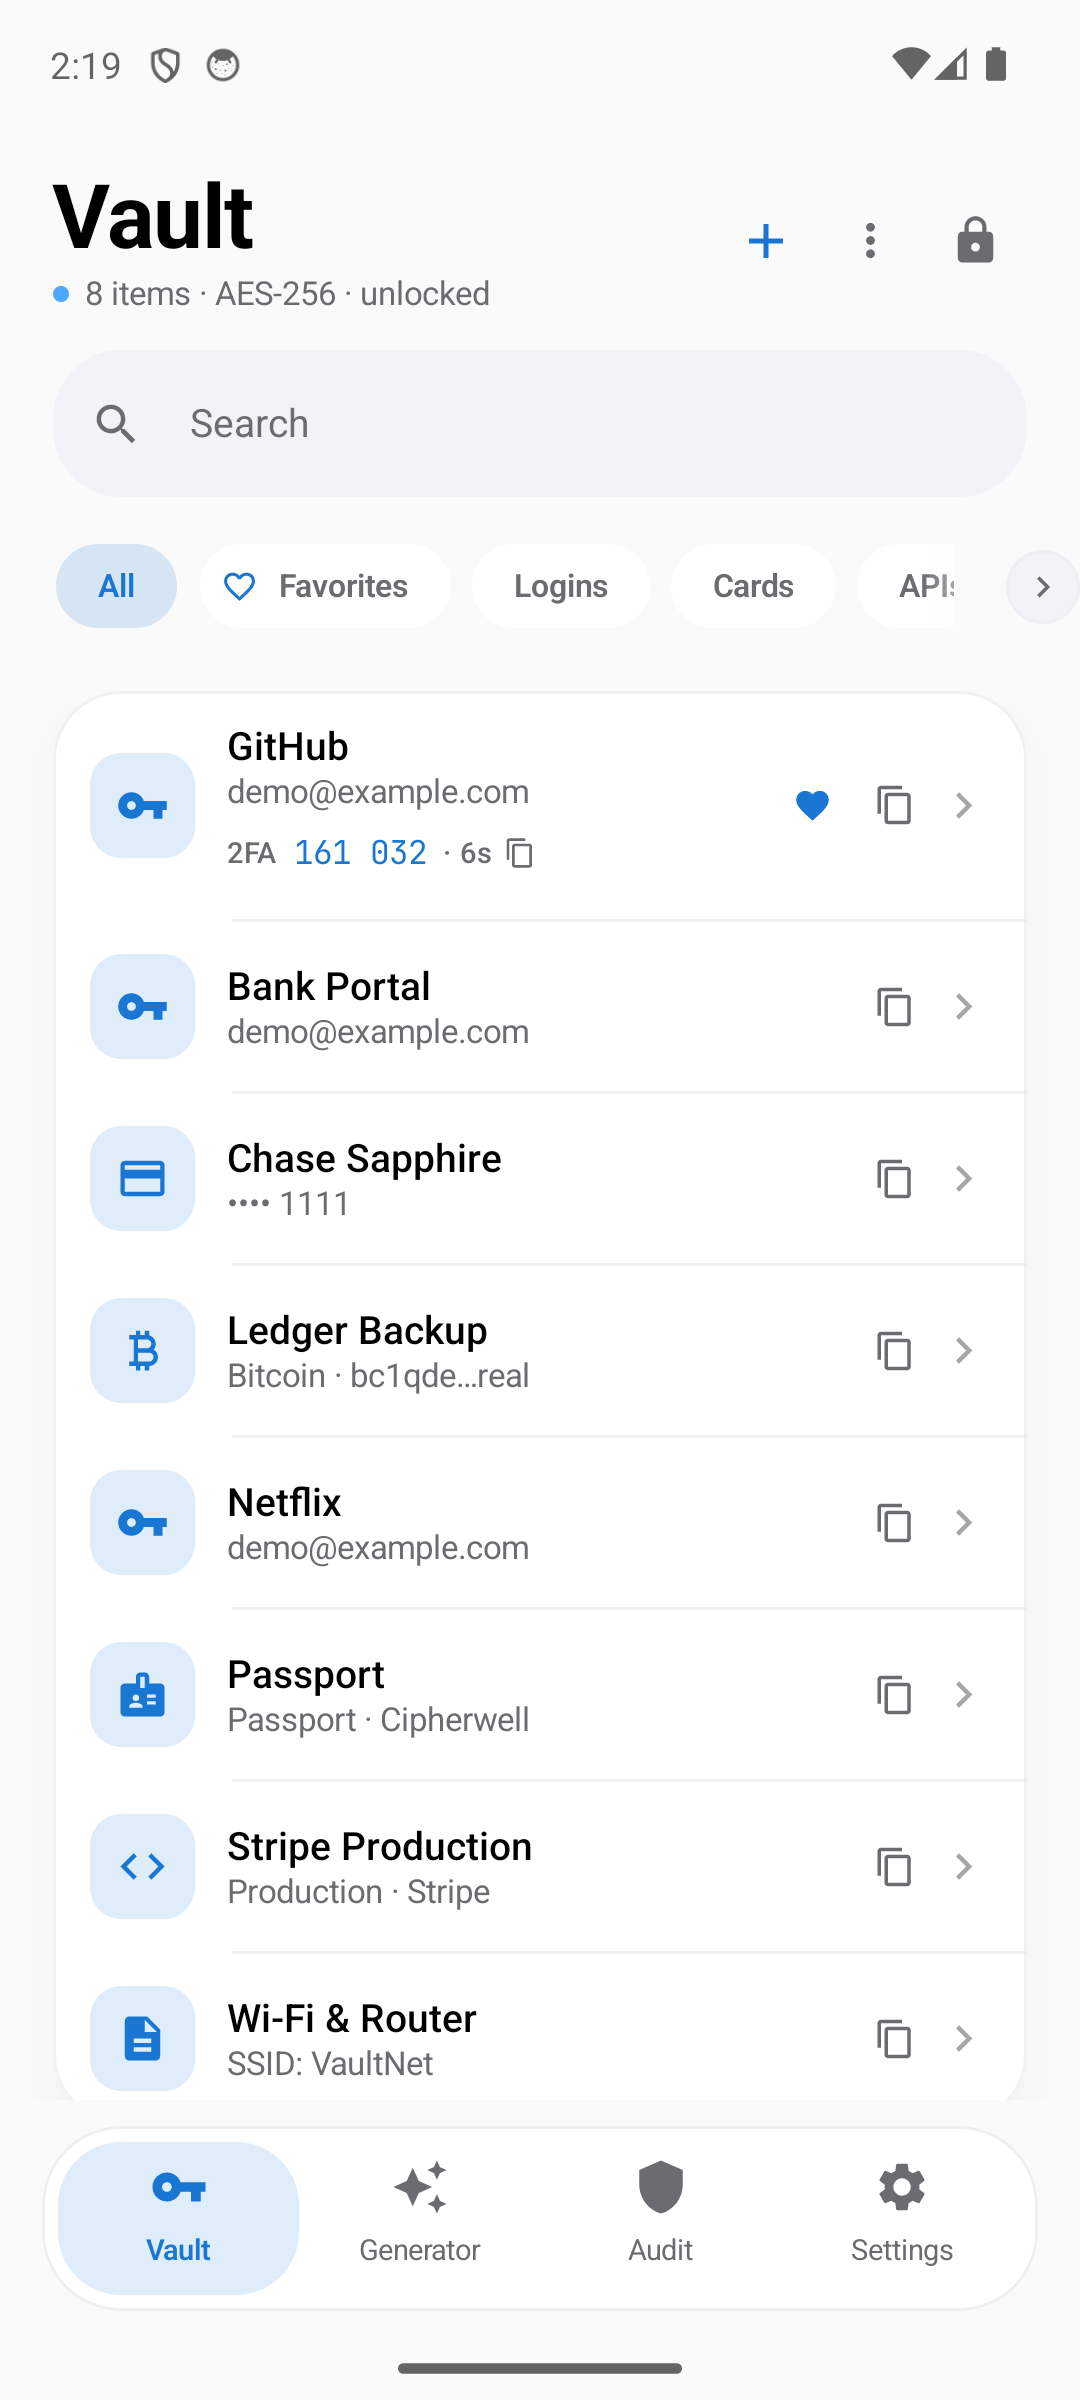 2:19
Vault
8 items · AES-256 · unlocked
Search
All
Favorites
Logins
Cards
APIs
GitHub
demo@example.com
2FA 161 032 · 6s
Bank Portal
demo@example.com
Chase Sapphire
•••• 1111
Ledger Backup
Bitcoin · bc1qde...real
Netflix
demo@example.com
Passport
Passport · Cipherwell
Stripe Production
Production · Stripe
Wi-Fi & Router
SSID: VaultNet
Vault
Generator
Audit
Settings